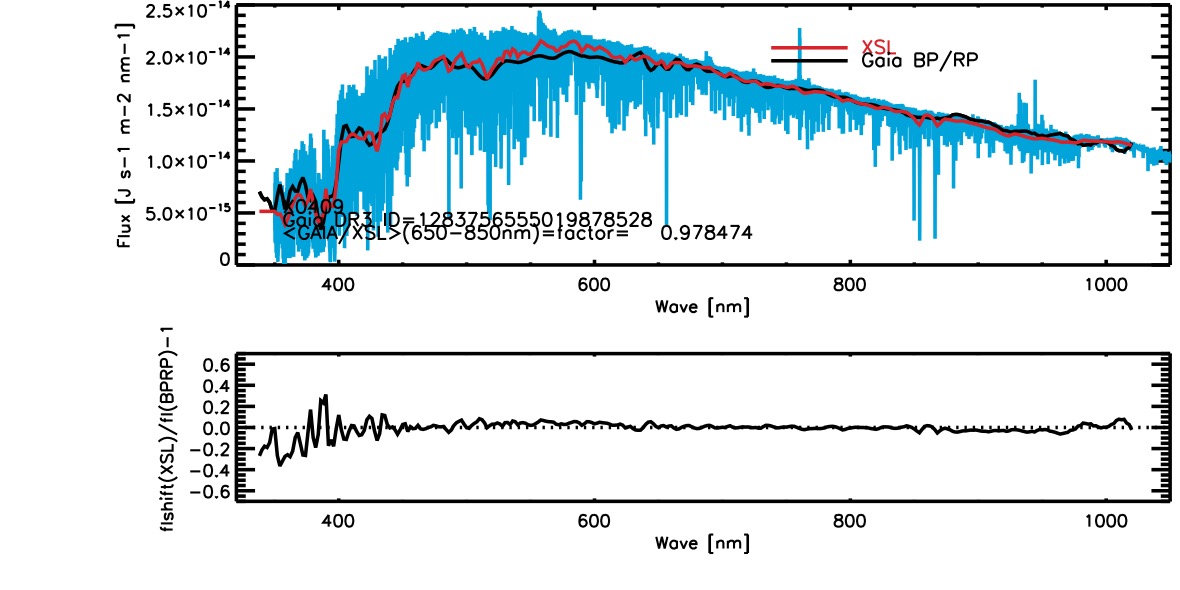 2.5×10⁻¹⁴
2.0×10⁻¹⁴
1.5×10⁻¹⁴
1.0×10⁻¹⁴
5.0×10⁻¹⁵
0
Flux [J s−1 m−2 nm−1]
XSL
Gaia BP/RP
X0409
Gaia DR3 ID=1283756555019878528
<GAIA/XSL>(650−850nm)=factor= 0.978474
400 600 800 1000
Wave [nm]
0.6
0.4
0.2
0.0
−0.2
−0.4
−0.6
flshift(XSL)/fl(BPRP)−1
400 600 800 1000
Wave [nm]